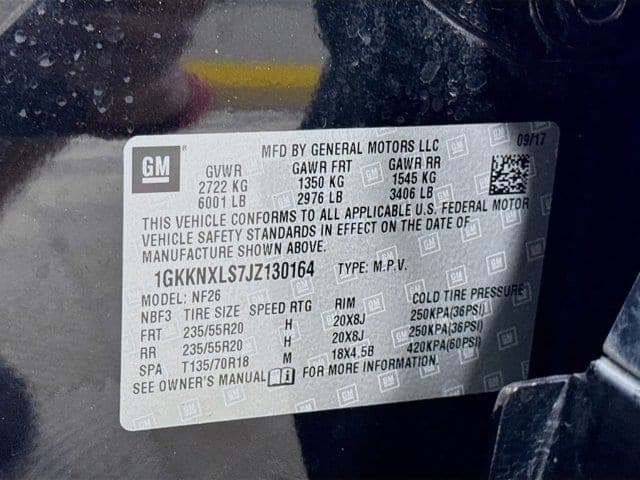 GM
MFD BY GENERAL MOTORS LLC 09/17
GVWR GAWR FRT GAWR RR
2722 KG 1350 KG 1545 KG
6001 LB 2976 LB 3406 LB
THIS VEHICLE CONFORMS TO ALL APPLICABLE U.S. FEDERAL MOTOR
VEHICLE SAFETY STANDARDS IN EFFECT ON THE DATE OF
MANUFACTURE SHOWN ABOVE.
1GKKNXLS7JZ130164 TYPE: M.P.V.
MODEL: NF26
NBF3 TIRE SIZE SPEED RTG RIM COLD TIRE PRESSURE
FRT 235/55R20 H 20X8J 250KPA(36PSI)
RR 235/55R20 H 20X8J 250KPA(36PSI)
SPA T135/70R18 M 18X4.5B 420KPA(60PSI)
SEE OWNER'S MANUAL FOR MORE INFORMATION.